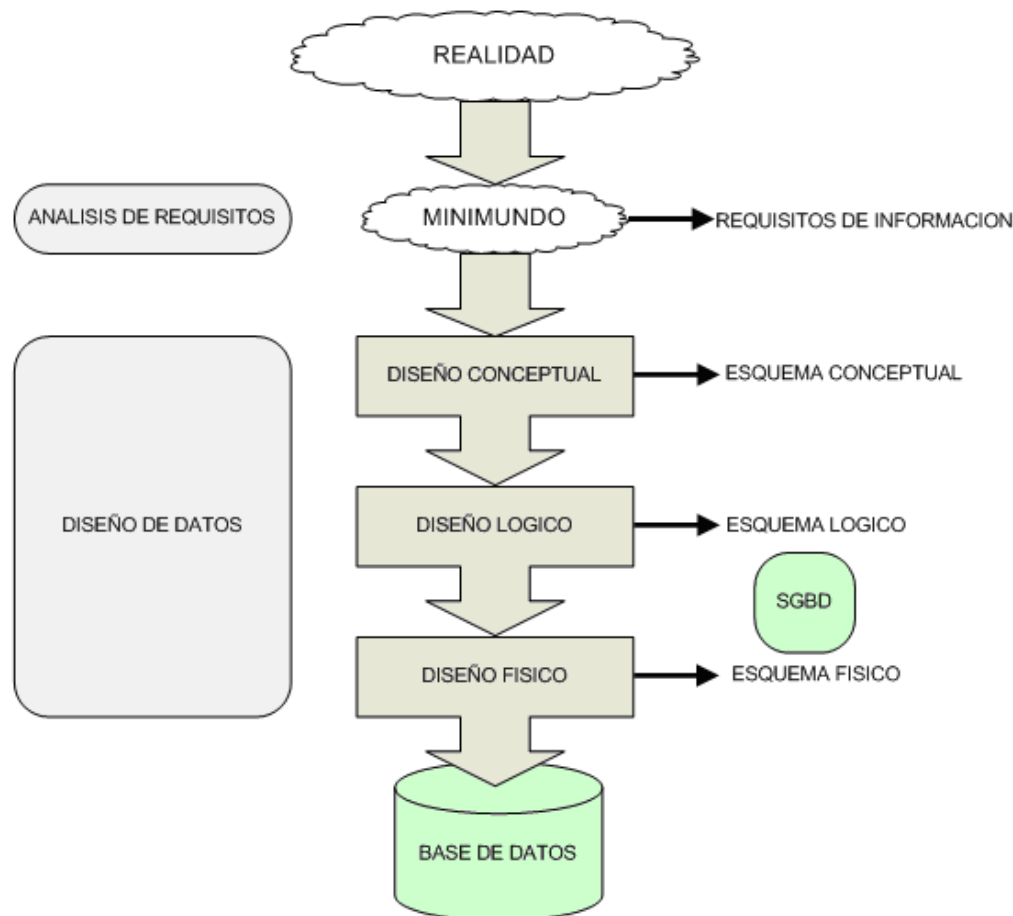 REALIDAD
ANALISIS DE REQUISITOS
MINIMUNDO
REQUISITOS DE INFORMACION
DISEÑO CONCEPTUAL
ESQUEMA CONCEPTUAL
DISEÑO DE DATOS
DISEÑO LOGICO
ESQUEMA LOGICO
SGBD
DISEÑO FISICO
ESQUEMA FISICO
BASE DE DATOS